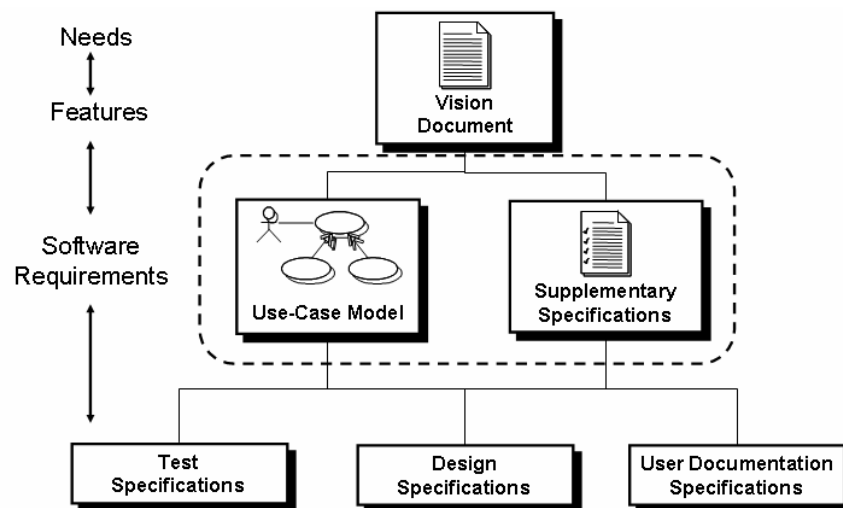 Needs
Features
Software
Requirements
Vision
Document
Use-Case Model
Supplementary
Specifications
Test
Specifications
Design
Specifications
User Documentation
Specifications